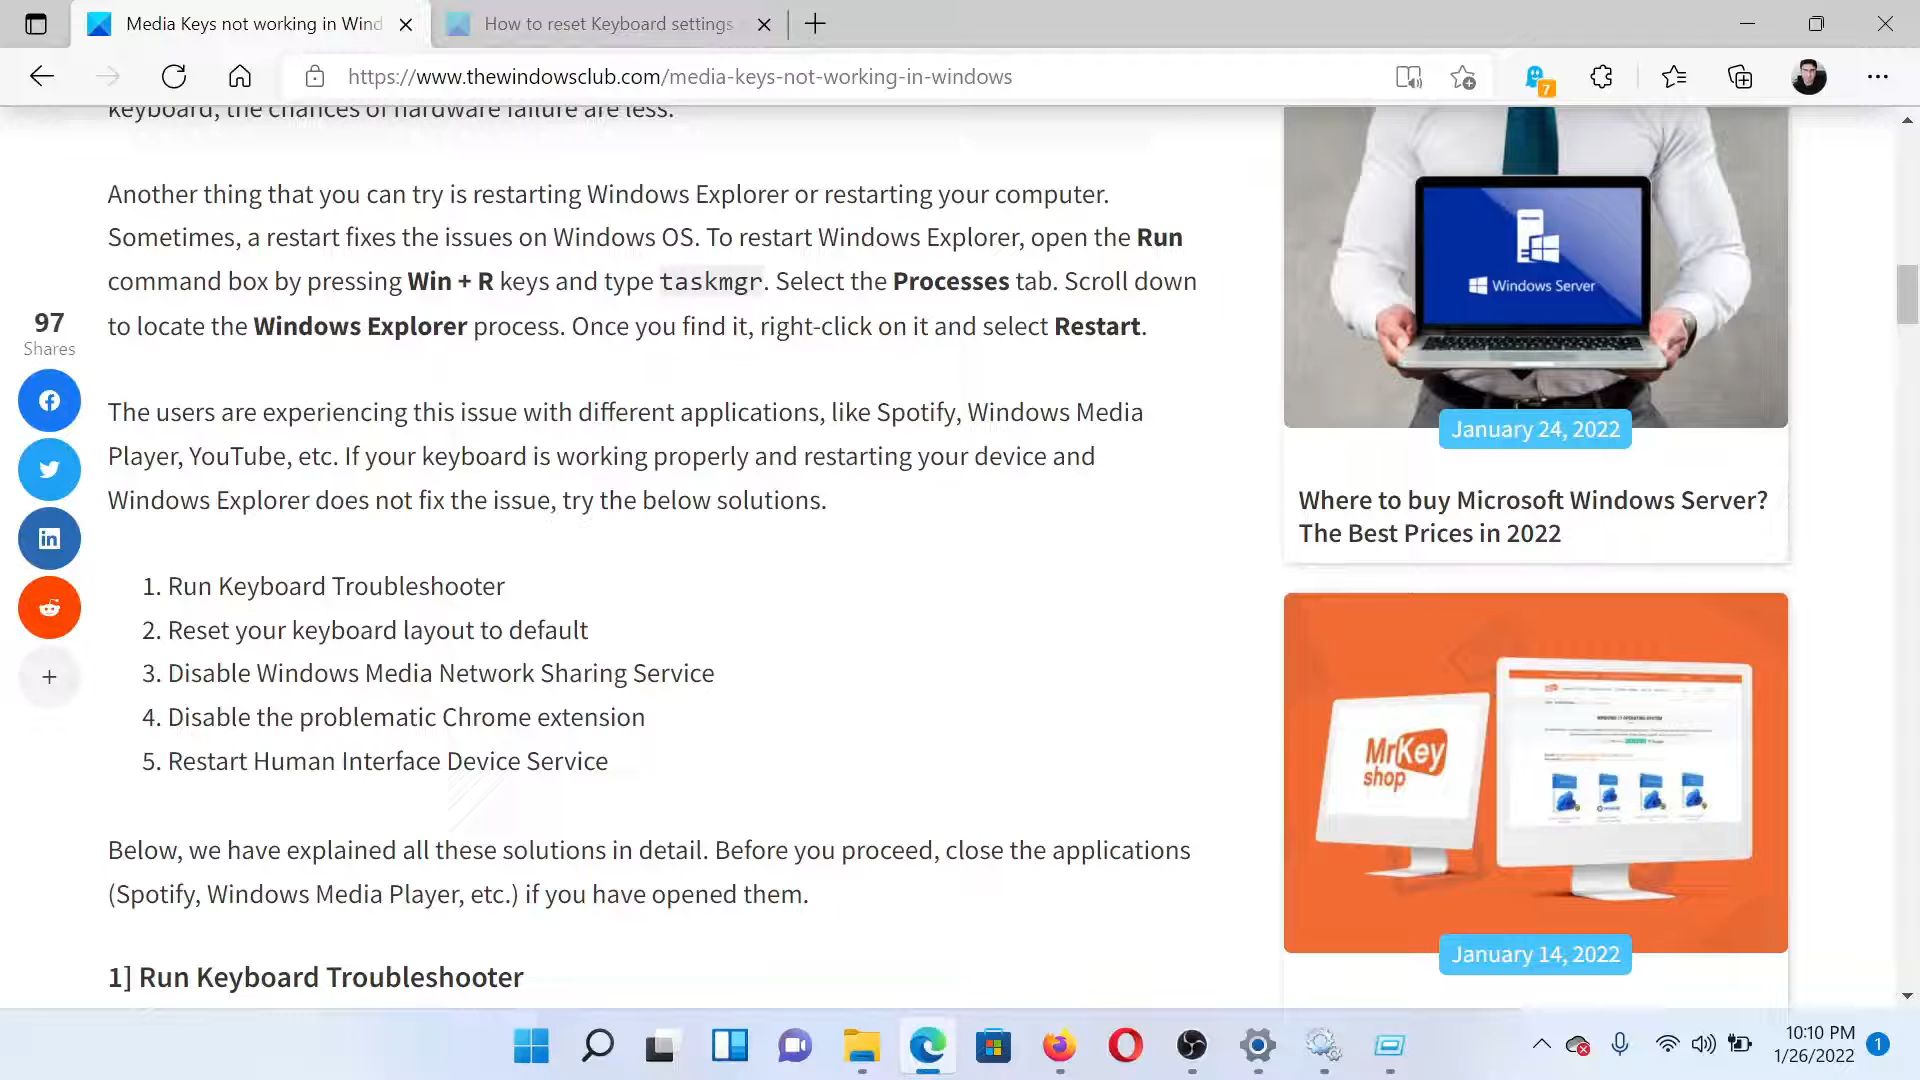 Media Keys not working in Wind
How to reset Keyboard settings
https://www.thewindowsclub.com/media-keys-not-working-in-windows
7
keyboard, the chances of hardware failure are less.
Another thing that you can try is restarting Windows Explorer or restarting your computer.
Sometimes, a restart fixes the issues on Windows OS. To restart Windows Explorer, open the Run
command box by pressing Win + R keys and type taskmgr. Select the Processes tab. Scroll down
to locate the Windows Explorer process. Once you find it, right-click on it and select Restart.
97
Shares
The users are experiencing this issue with different applications, like Spotify, Windows Media
Player, YouTube, etc. If your keyboard is working properly and restarting your device and
Windows Explorer does not fix the issue, try the below solutions.
1. Run Keyboard Troubleshooter
2. Reset your keyboard layout to default
3. Disable Windows Media Network Sharing Service
4. Disable the problematic Chrome extension
5. Restart Human Interface Device Service
Below, we have explained all these solutions in detail. Before you proceed, close the applications
(Spotify, Windows Media Player, etc.) if you have opened them.
1] Run Keyboard Troubleshooter
Windows Server
January 24, 2022
Where to buy Microsoft Windows Server?
The Best Prices in 2022
MrKey
shop
January 14, 2022
10:10 PM
1/26/2022
1